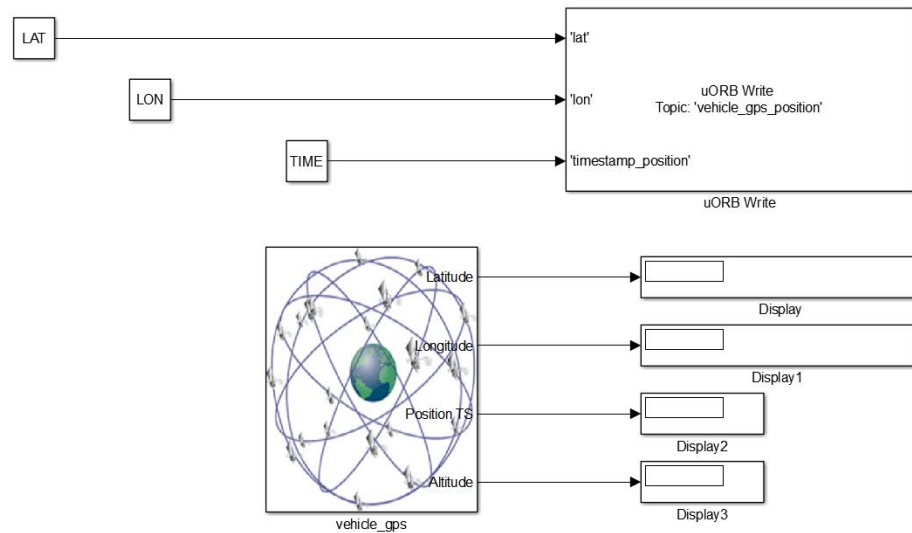 LAT
'lat'
LON
'lon'
uORB Write
Topic: 'vehicle_gps_position'
TIME
'timestamp_position'
uORB Write
Latitude
Display
Longitude
Display1
Position TS
Display2
Altitude
Display3
vehicle_gps